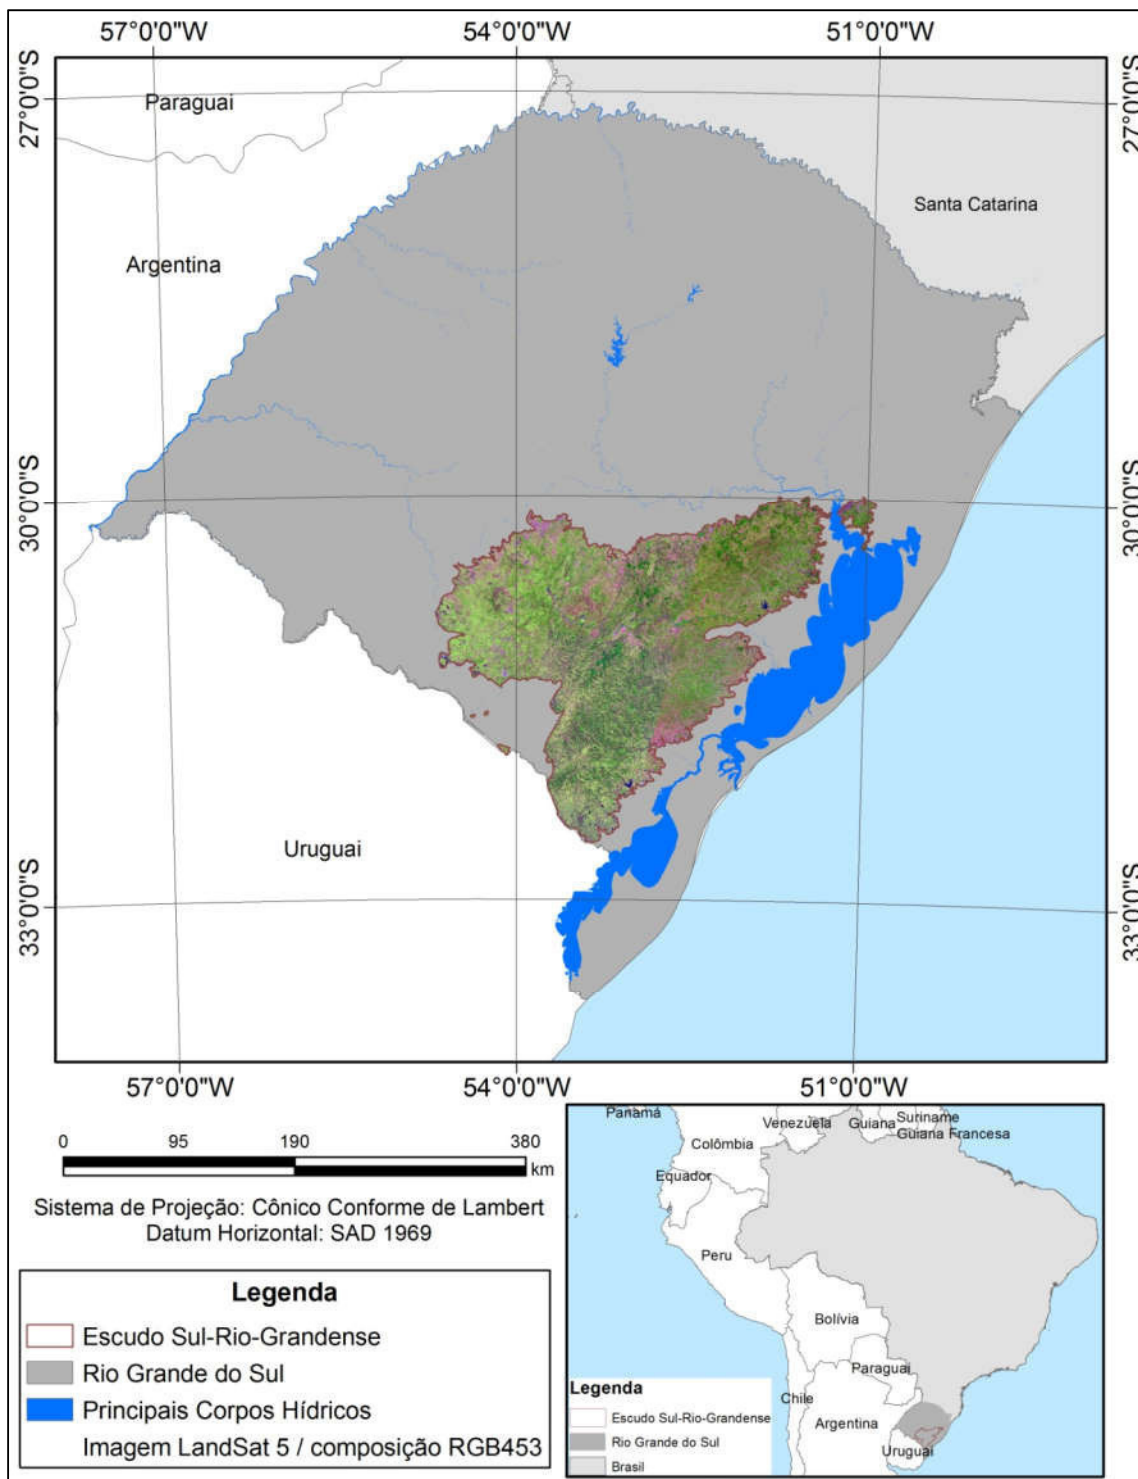 57°0'0"W
54°0'0"W
51°0'0"W
27°0'0"S
27°0'0"S
Paraguai
Santa Catarina
Argentina
30°0'0"S
30°0'0"S
Uruguai
33°0'0"S
33°0'0"S
57°0'0"W
54°0'0"W
51°0'0"W
0 95 190 380
km
Sistema de Projeção: Cônico Conforme de Lambert
Datum Horizontal: SAD 1969
Legenda
Escudo Sul-Rio-Grandense
Rio Grande do Sul
Principais Corpos Hídricos
Imagem LandSat 5 / composição RGB453
Panamá
Venezuela
Guiana
Suriname
Guiana Francesa
Colômbia
Equador
Peru
Bolívia
Paraguai
Chile
Argentina
Uruguai
Legenda
Escudo Sul-Rio-Grandense
Rio Grande do Sul
Brasil